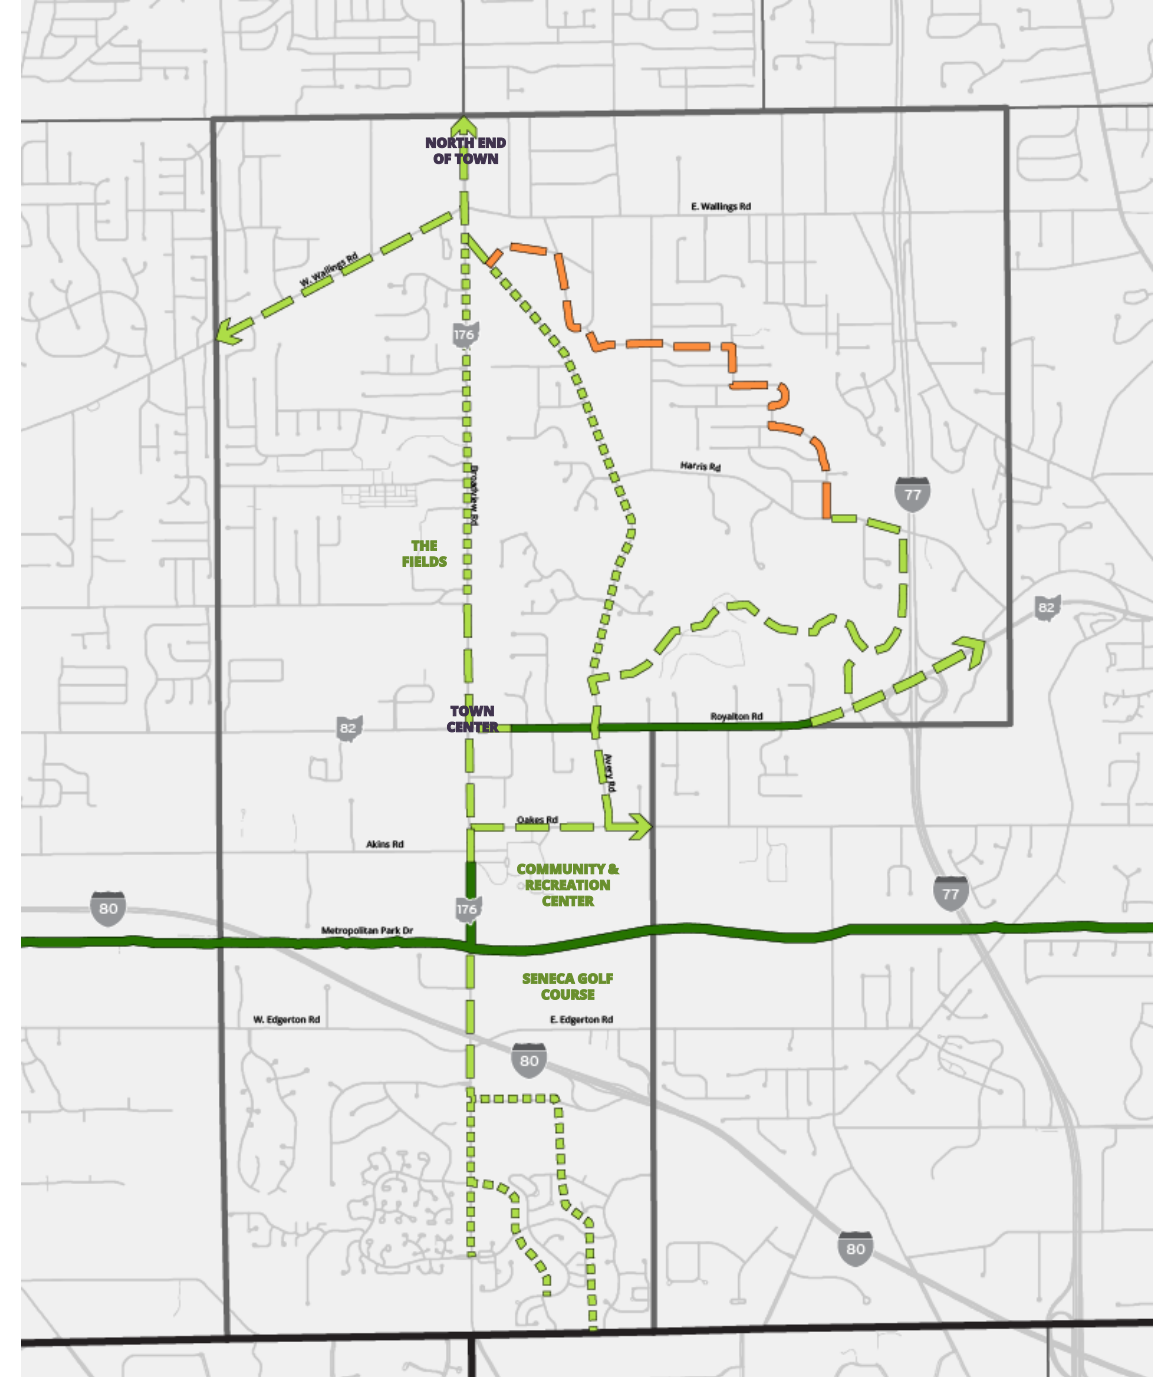 NORTH END
OF TOWN
E. Wallings Rd
W. Wallings Rd
176
Harris Rd
77
Broadview Rd
THE
FIELDS
82
TOWN
CENTER
82
Royalton Rd
Avery Rd
Oakes Rd
Akins Rd
COMMUNITY &
RECREATION
CENTER
77
80
176
Metropolitan Park Dr
SENECA GOLF
COURSE
W. Edgerton Rd
E. Edgerton Rd
80
80